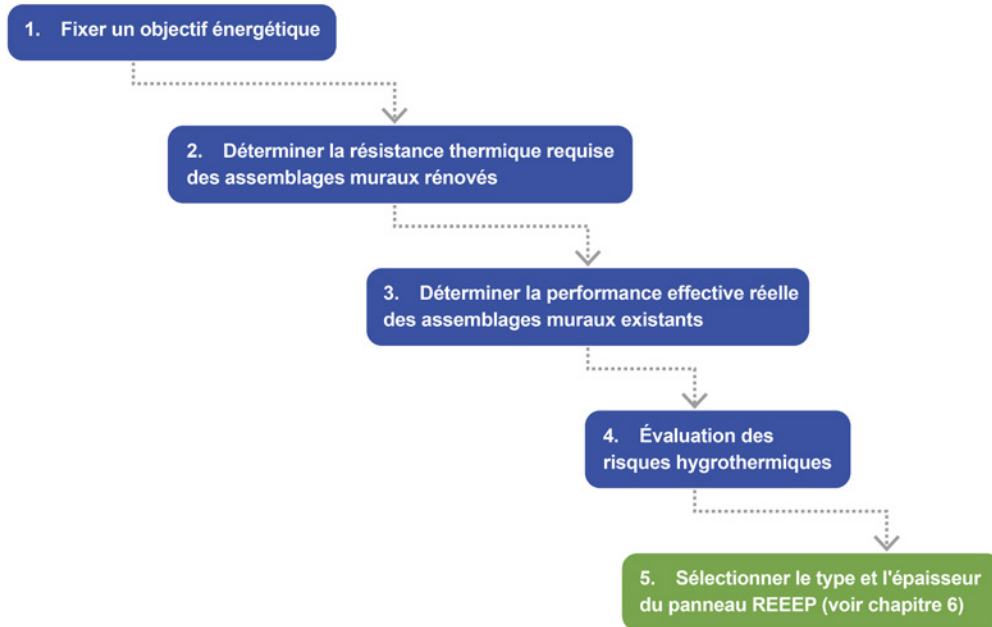 1. Fixer un objectif énergétique
2. Déterminer la résistance thermique requise
des assemblages muraux rénovés
3. Déterminer la performance effective réelle
des assemblages muraux existants
4. Évaluation des
risques hygrothermiques
5. Sélectionner le type et l'épaisseur
du panneau REEEP (voir chapitre 6)